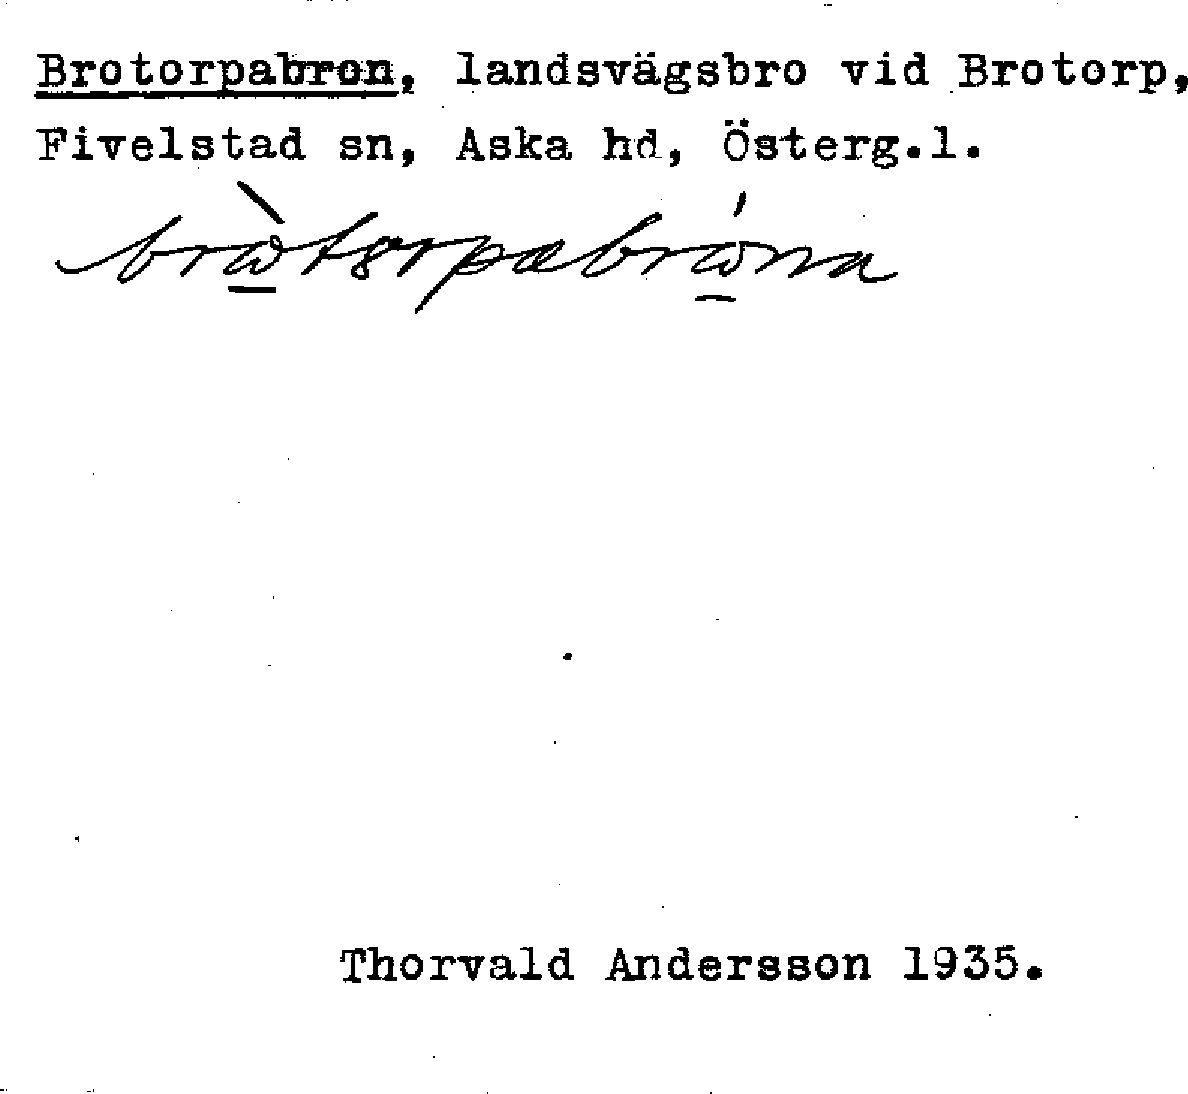 Brotorpabron, landsvägsbro vid Brotorp,
Fivelstad sn, Aska hd, Österg.l.
Thorvald Andersson 1935.